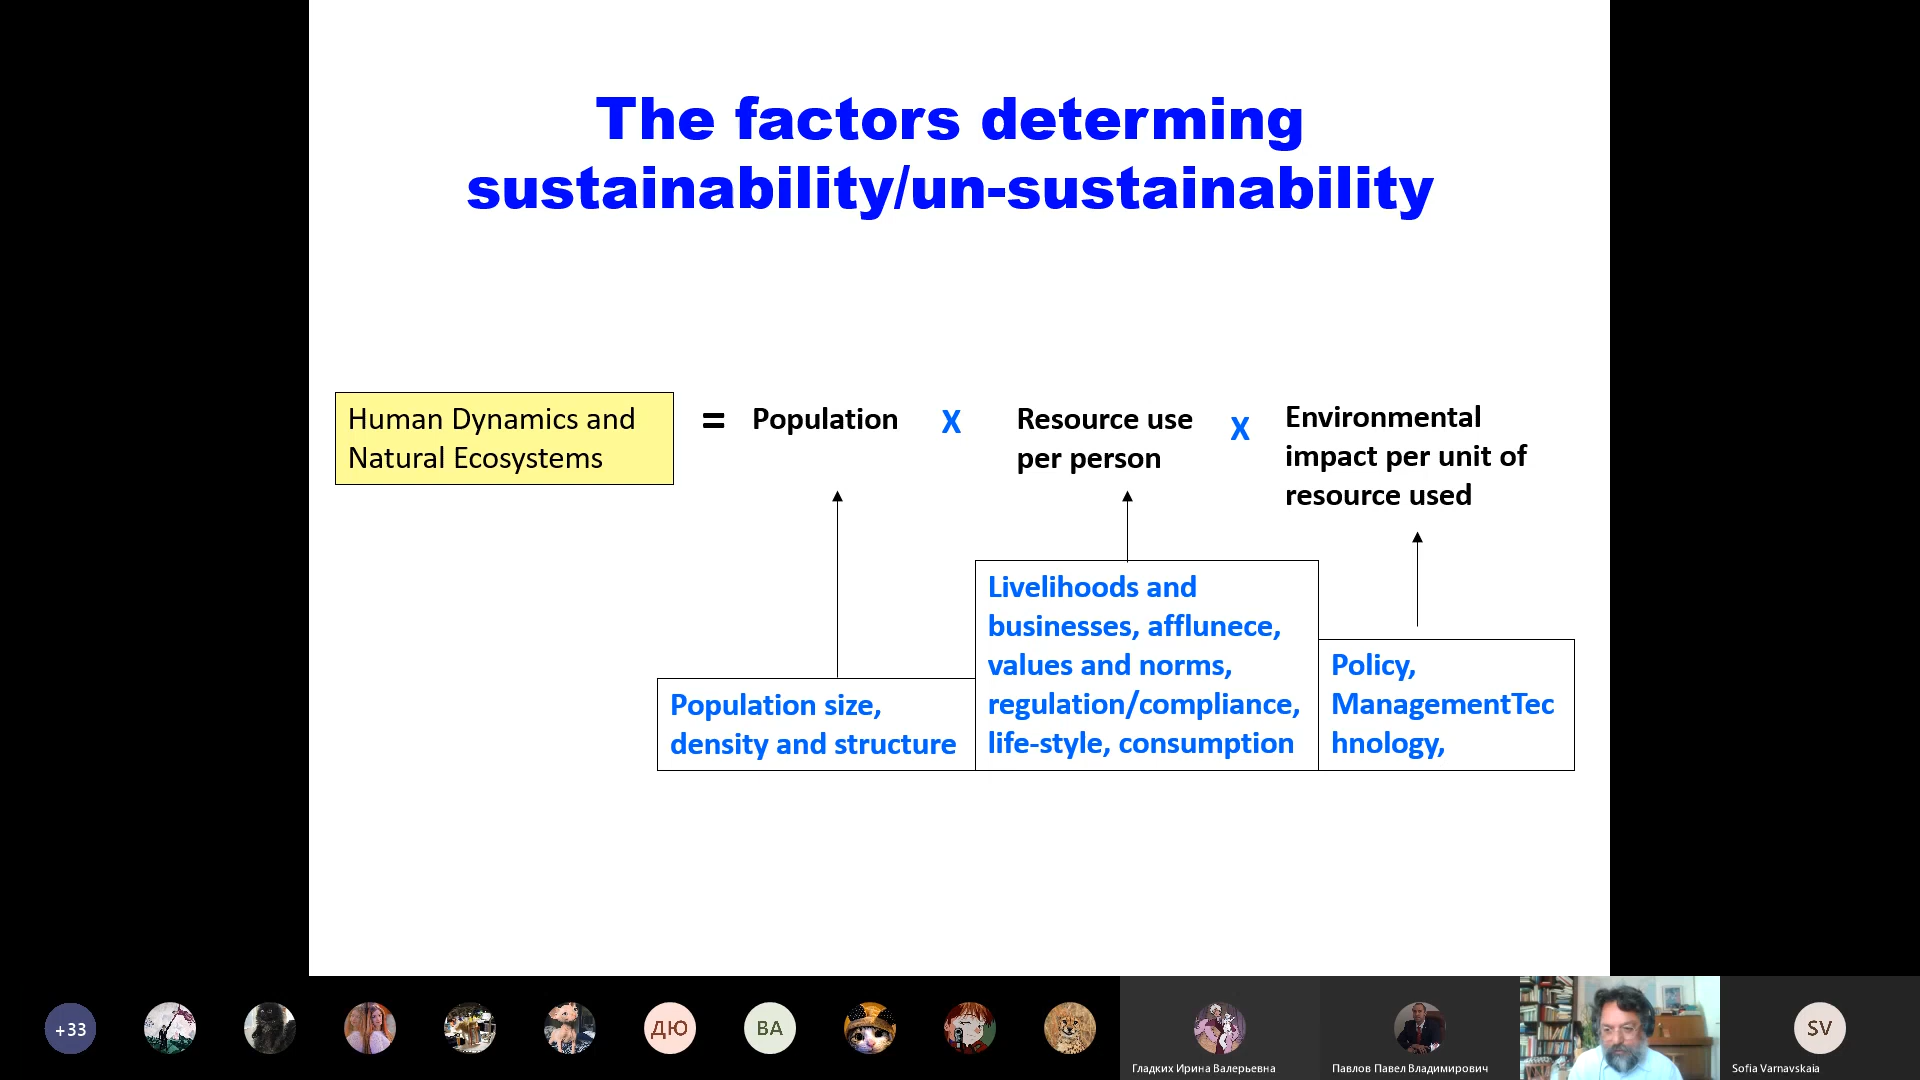 The factors determing
sustainability/un-sustainability
Human Dynamics and
Natural Ecosystems
=
Population
X
Resource use
per person
X
Environmental
impact per unit of
resource used
Population size,
density and structure
Livelihoods and
businesses, afflunece,
values and norms,
regulation/compliance,
life-style, consumption
Policy,
ManagementTec
hnology,
+33
ДЮ
BA
Гладких Ирина Валерьевна
Павлов Павел Владимирович
SV
Sofia Varnavskaia